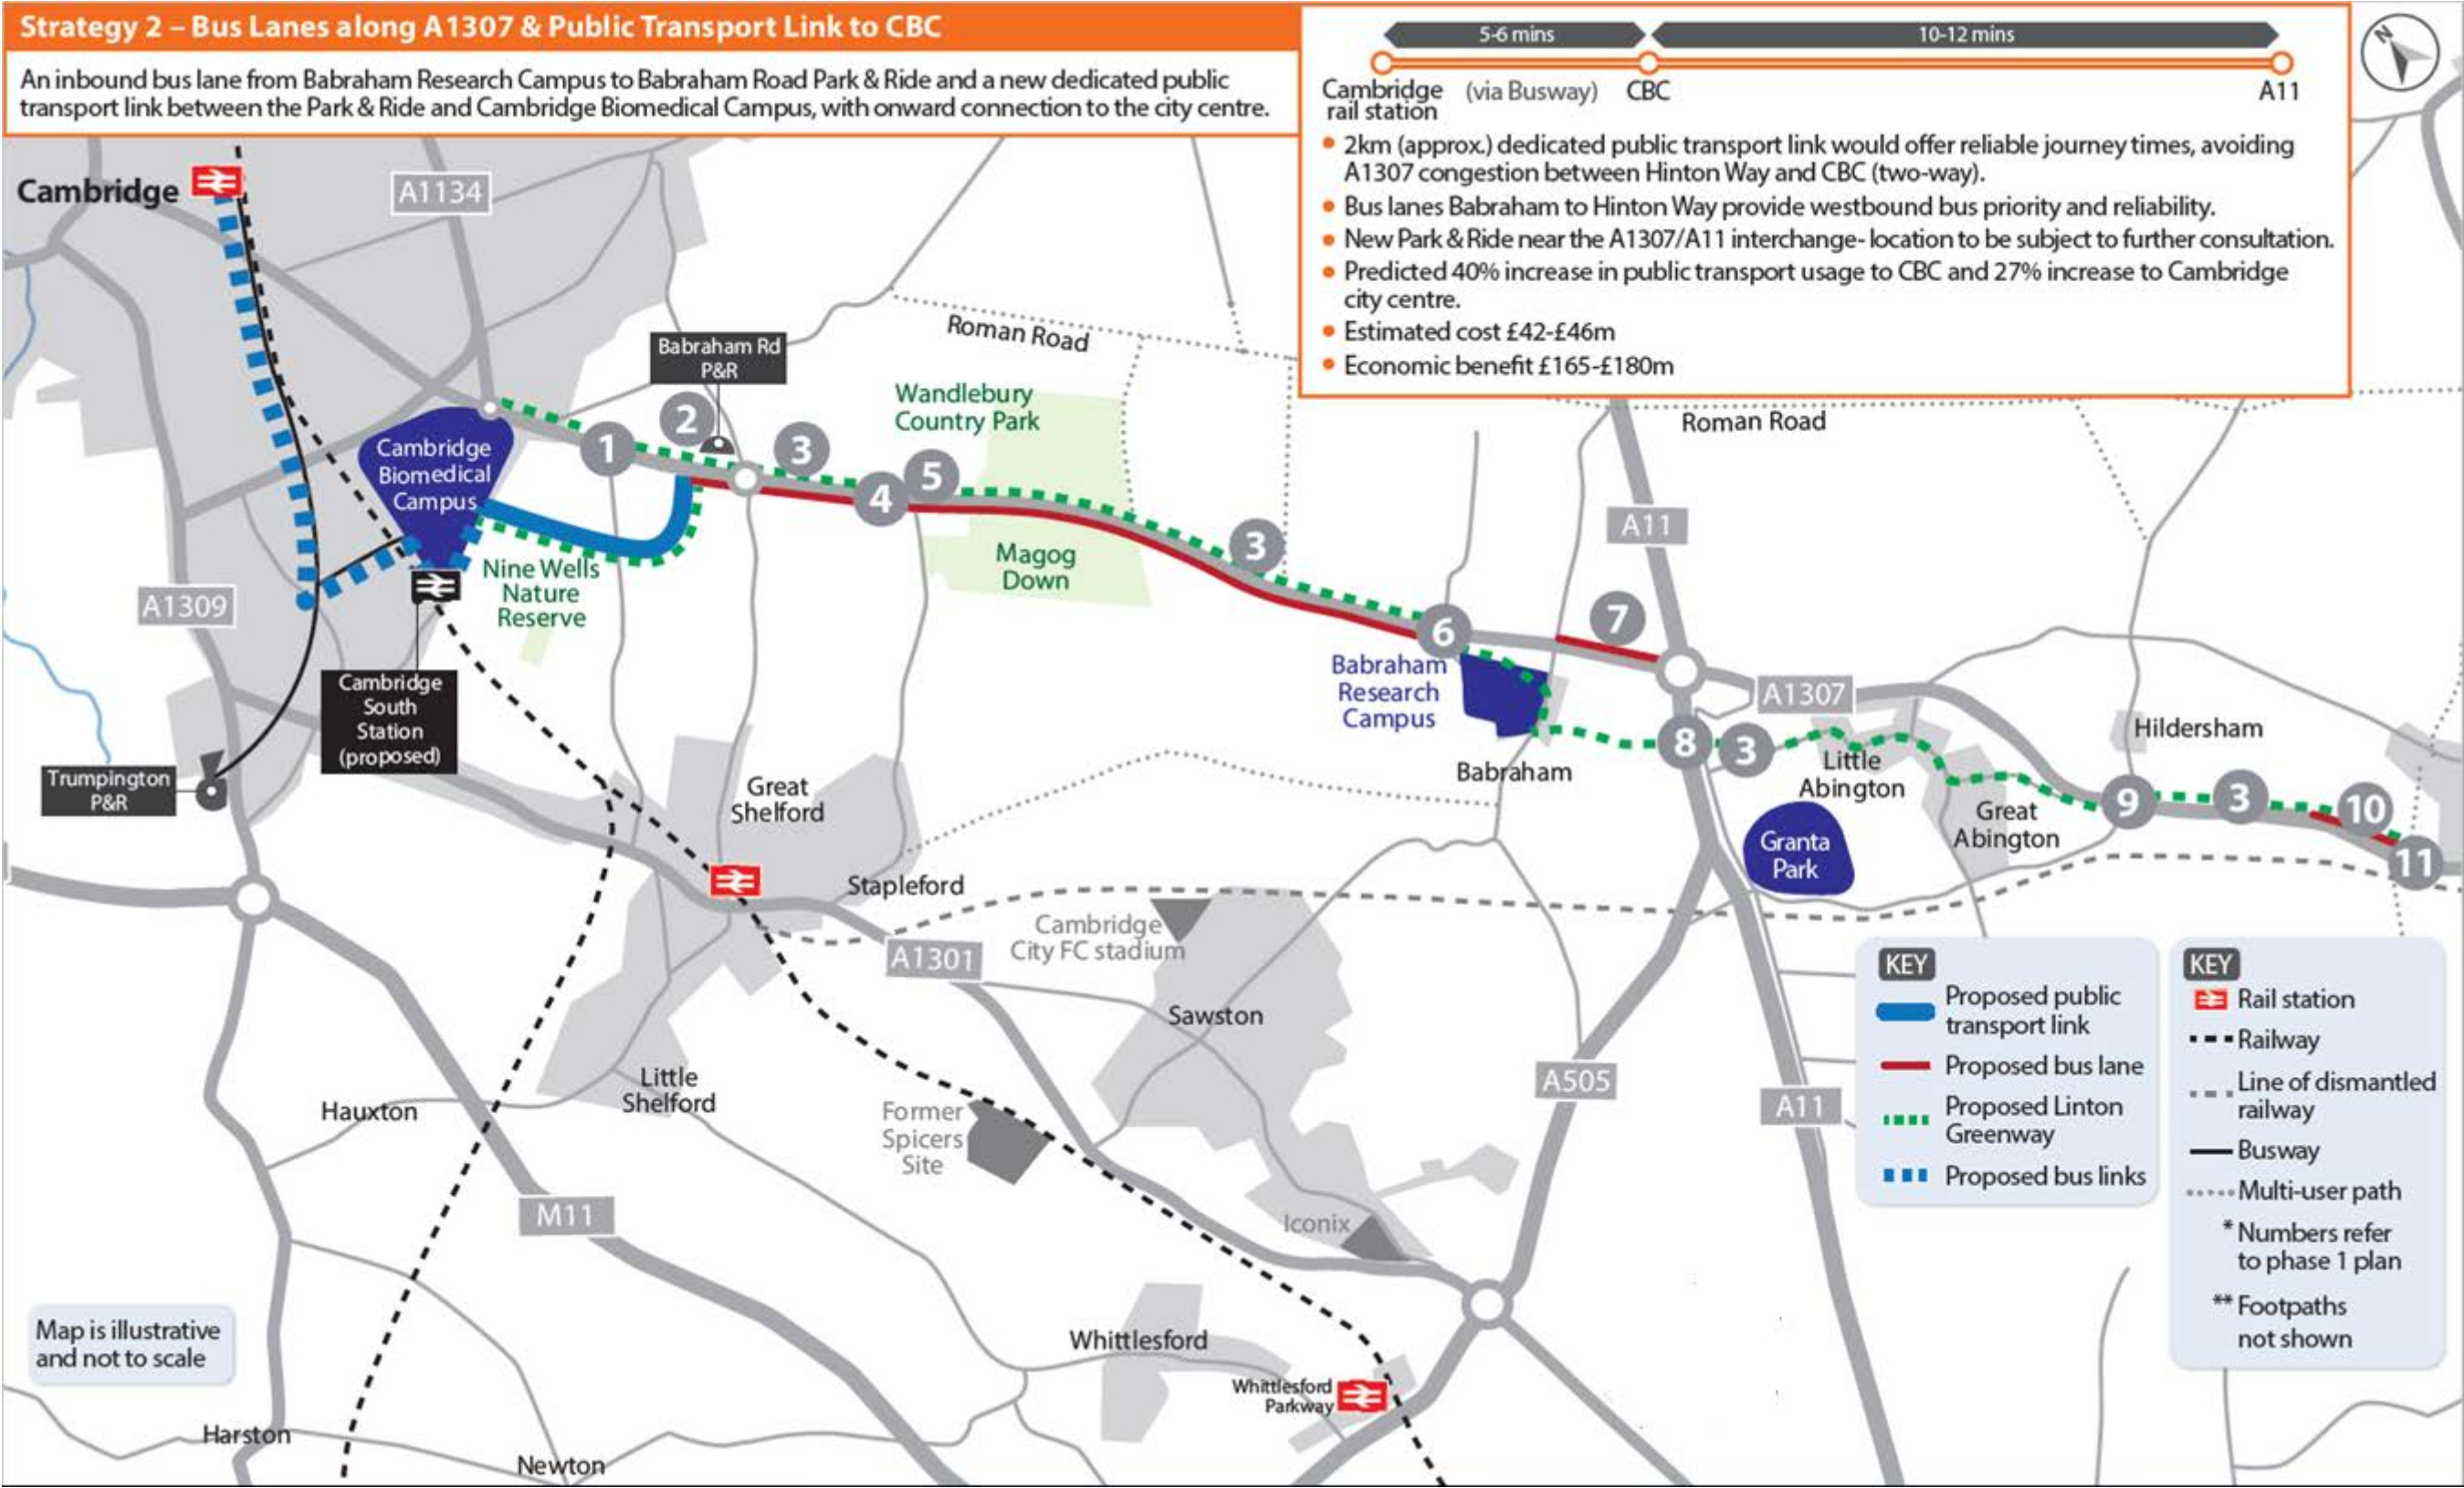 Strategy 2 – Bus Lanes along A1307 & Public Transport Link to CBC
An inbound bus lane from Babraham Research Campus to Babraham Road Park & Ride and a new dedicated public
transport link between the Park & Ride and Cambridge Biomedical Campus, with onward connection to the city centre.
5-6 mins
10-12 mins
Cambridge
rail station
(via Busway)
CBC
A11
• 2km (approx.) dedicated public transport link would offer reliable journey times, avoiding
A1307 congestion between Hinton Way and CBC (two-way).
• Bus lanes Babraham to Hinton Way provide westbound bus priority and reliability.
• New Park & Ride near the A1307/A11 interchange- location to be subject to further consultation.
• Predicted 40% increase in public transport usage to CBC and 27% increase to Cambridge
city centre.
• Estimated cost £42-£46m
• Economic benefit £165-£180m
N
Cambridge
A1134
Babraham Rd
P&R
Roman Road
Wandlebury
Country Park
Roman Road
1
2
3
4
5
3
6
7
8
3
9
3
10
11
Cambridge
Biomedical
Campus
Nine Wells
Nature
Reserve
Magog
Down
A11
A1309
Cambridge
South
Station
(proposed)
Trumpington
P&R
Babraham
Research
Campus
A1307
Babraham
Little
Abington
Great
Abington
Hildersham
Granta
Park
Great
Shelford
Stapleford
Cambridge
City FC stadium
A1301
Sawston
A505
A11
Little
Shelford
Hauxton
Former
Spicers
Site
M11
Iconix
Whittlesford
Whittlesford
Parkway
Harston
Newton
Map is illustrative
and not to scale
KEY
Proposed public
transport link
Proposed bus lane
Proposed Linton
Greenway
Proposed bus links
KEY
Rail station
Railway
Line of dismantled
railway
Busway
Multi-user path
* Numbers refer
to phase 1 plan
** Footpaths
not shown